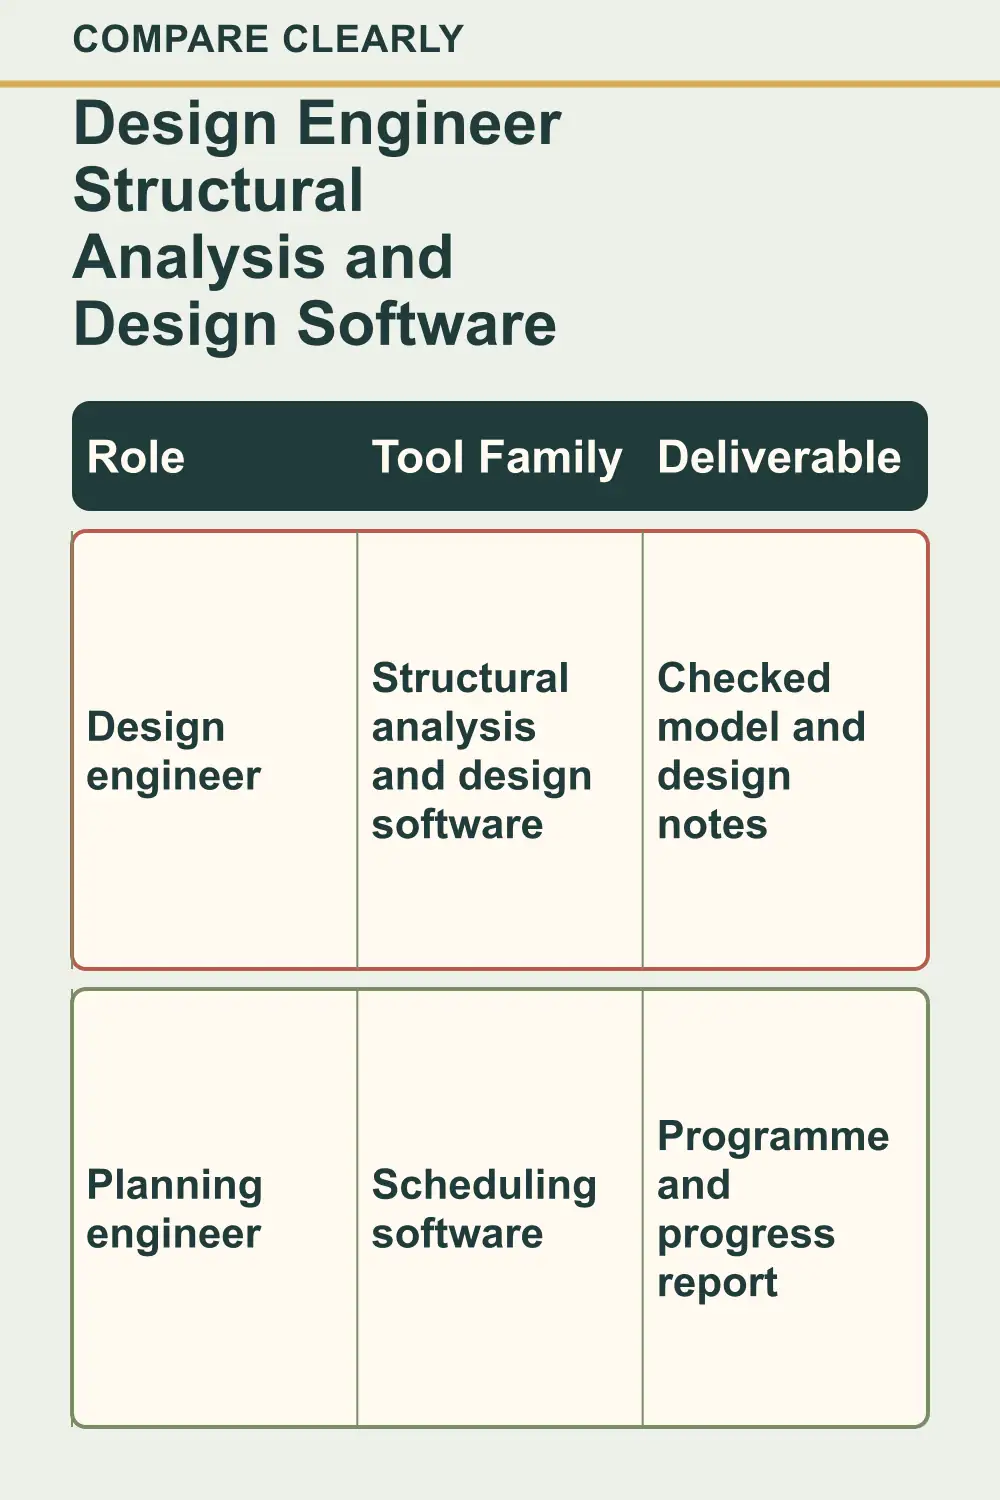 COMPARE CLEARLY
Design Engineer
Structural
Analysis and
Design Software
Role
Tool Family
Deliverable
Design
engineer
Structural
analysis
and design
software
Checked
model and
design
notes
Planning
engineer
Scheduling
software
Programme
and
progress
report